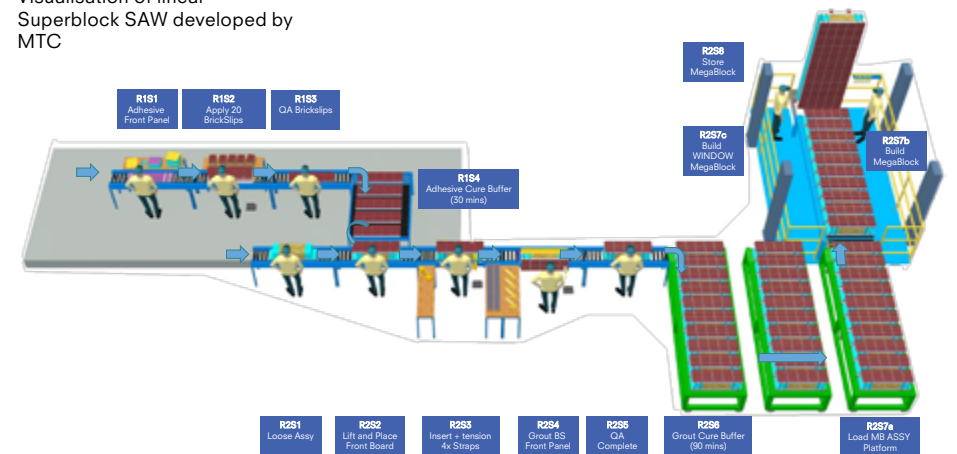 Visualisation of linear
Superblock SAW developed by
MTC
R2S8
Store
MegaBlock
R1S1
Adhesive
Front Panel
R1S2
Apply 20
BrickSlips
R1S3
QA Brickslips
R2S7c
Build
WINDOW
MegaBlock
R2S7b
Build
MegaBlock
R1S4
Adhesive Cure Buffer
(30 mins)
R2S1
Loose Assy
R2S2
Lift and Place
Front Board
R2S3
Insert + tension
4x Straps
R2S4
Grout BS
Front Panel
R2S5
QA
Complete
R2S6
Grout Cure Buffer
(90 mins)
R2S7a
Load MB ASSY
Platform